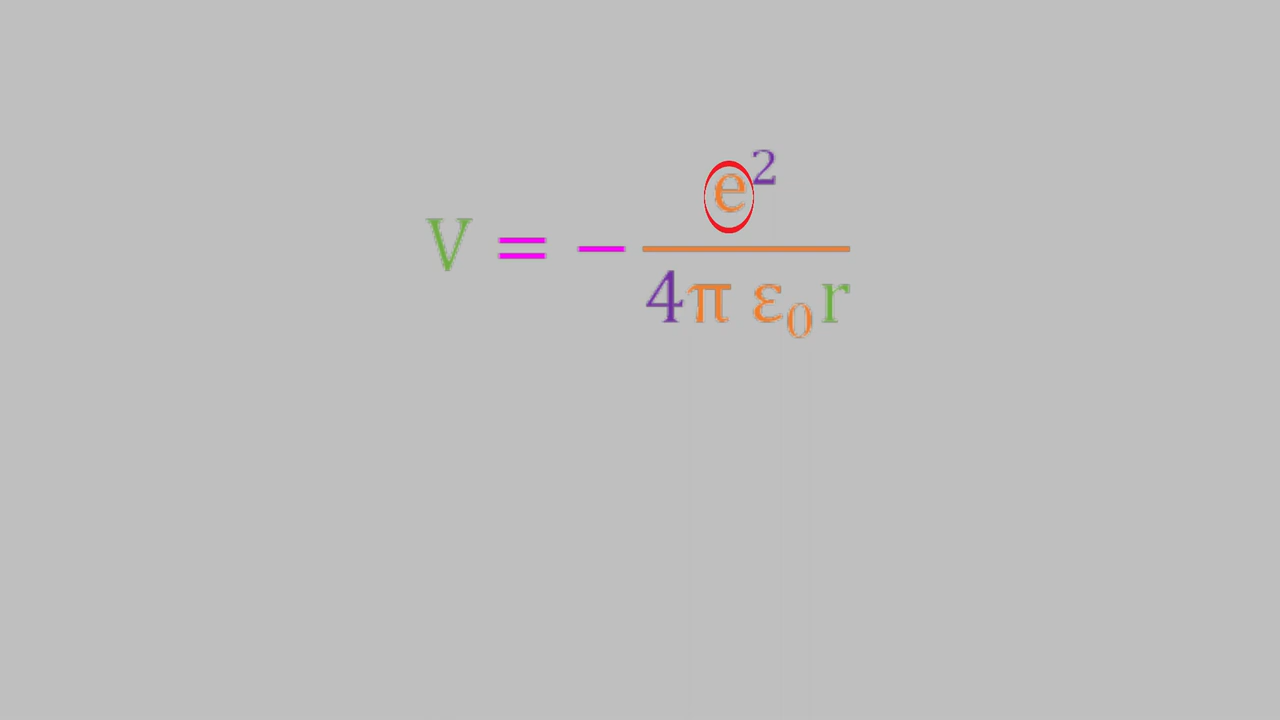 V = − e²
4π ε₀r